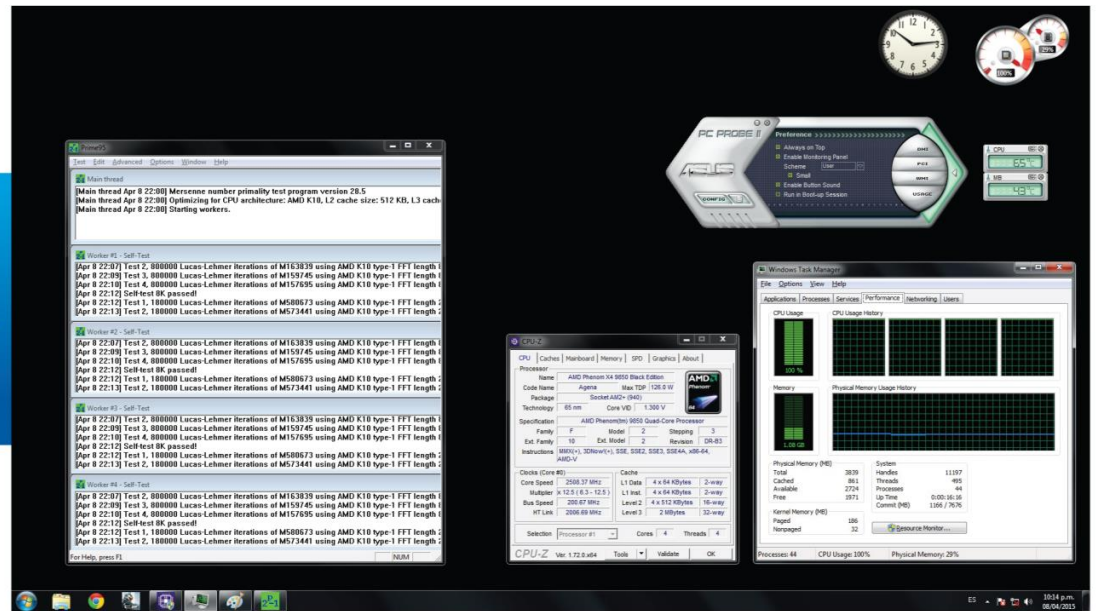 12
11
1
10
2
9
3
8
4
7
5
6
100%
29%
PC PROBE II
Preference
Always on Top
Enable Monitoring Panel
Scheme User
Small
Enable Button Sound
Run in Boot-up Session
DMI
PCI
WMI
USAGE
CONFIG
CPU
65°C
MB
48°C
Prime95
Test Edit Advanced Options Window Help
Main thread
[Main thread Apr 8 22:00] Mersenne number primality test program version 28.5
[Main thread Apr 8 22:00] Optimizing for CPU architecture: AMD K10, L2 cache size: 512 KB, L3 cach
[Main thread Apr 8 22:00] Starting workers.
Worker #1 - Self-Test
[Apr 8 22:07] Test 2, 800000 Lucas-Lehmer iterations of M163839 using AMD K10 type-1 FFT length
[Apr 8 22:09] Test 3, 800000 Lucas-Lehmer iterations of M159745 using AMD K10 type-1 FFT length
[Apr 8 22:10] Test 4, 800000 Lucas-Lehmer iterations of M157695 using AMD K10 type-1 FFT length
[Apr 8 22:12] Self-test 8K passed!
[Apr 8 22:12] Test 1, 180000 Lucas-Lehmer iterations of M580673 using AMD K10 type-1 FFT length
[Apr 8 22:13] Test 2, 180000 Lucas-Lehmer iterations of M573441 using AMD K10 type-1 FFT length
Worker #2 - Self-Test
[Apr 8 22:07] Test 2, 800000 Lucas-Lehmer iterations of M163839 using AMD K10 type-1 FFT length
[Apr 8 22:09] Test 3, 800000 Lucas-Lehmer iterations of M159745 using AMD K10 type-1 FFT length
[Apr 8 22:10] Test 4, 800000 Lucas-Lehmer iterations of M157695 using AMD K10 type-1 FFT length
[Apr 8 22:12] Self-test 8K passed!
[Apr 8 22:12] Test 1, 180000 Lucas-Lehmer iterations of M580673 using AMD K10 type-1 FFT length
[Apr 8 22:13] Test 2, 180000 Lucas-Lehmer iterations of M573441 using AMD K10 type-1 FFT length
Worker #3 - Self-Test
[Apr 8 22:07] Test 2, 800000 Lucas-Lehmer iterations of M163839 using AMD K10 type-1 FFT length
[Apr 8 22:09] Test 3, 800000 Lucas-Lehmer iterations of M159745 using AMD K10 type-1 FFT length
[Apr 8 22:10] Test 4, 800000 Lucas-Lehmer iterations of M157695 using AMD K10 type-1 FFT length
[Apr 8 22:12] Self-test 8K passed!
[Apr 8 22:12] Test 1, 180000 Lucas-Lehmer iterations of M580673 using AMD K10 type-1 FFT length
[Apr 8 22:13] Test 2, 180000 Lucas-Lehmer iterations of M573441 using AMD K10 type-1 FFT length
Worker #4 - Self-Test
[Apr 8 22:07] Test 2, 800000 Lucas-Lehmer iterations of M163839 using AMD K10 type-1 FFT length
[Apr 8 22:09] Test 3, 800000 Lucas-Lehmer iterations of M159745 using AMD K10 type-1 FFT length
[Apr 8 22:10] Test 4, 800000 Lucas-Lehmer iterations of M157695 using AMD K10 type-1 FFT length
[Apr 8 22:12] Self-test 8K passed!
[Apr 8 22:12] Test 1, 180000 Lucas-Lehmer iterations of M580673 using AMD K10 type-1 FFT length
[Apr 8 22:13] Test 2, 180000 Lucas-Lehmer iterations of M573441 using AMD K10 type-1 FFT length
For Help, press F1
NUM
CPU-Z
CPU Caches Mainboard Memory SPD Graphics About
Processor
Name AMD Phenom X4 9850 Black Edition
Code Name Agena Max TDP 126.0 W
Package Socket AM2+ (940)
Technology 65 nm Core VID 1.300 V
AMD
Phenom
X4
Specification AMD Phenom(tm) 9850 Quad-Core Processor
Family F Model 2 Stepping 3
Ext. Family 10 Ext. Model 2 Revision DR-B3
Instructions MMX(+), 3DNow!(+), SSE, SSE2, SSE3, SSE4A, x86-64,
AMD-V
Clocks (Core #0)
Core Speed 2508.37 MHz
Multiplier x 12.5 ( 6.3 - 12.5 )
Bus Speed 200.67 MHz
HT Link 2006.69 MHz
Cache
L1 Data 4 x 64 KBytes 2-way
L1 Inst. 4 x 64 KBytes 2-way
Level 2 4 x 512 KBytes 16-way
Level 3 2 MBytes 32-way
Selection Processor #1 Cores 4 Threads 4
CPU-Z Ver. 1.72.0.x64 Tools Validate OK
Windows Task Manager
File Options View Help
Applications Processes Services Performance Networking Users
CPU Usage CPU Usage History
100 %
Memory Physical Memory Usage History
1.08 GB
Physical Memory (MB)
Total 3839
Cached 861
Available 2724
Free 1971
Kernel Memory (MB)
Paged 186
Nonpaged 32
System
Handles 11197
Threads 495
Processes 44
Up Time 0:00:16:16
Commit (MB) 1166 / 7676
Resource Monitor...
Processes: 44 CPU Usage: 100% Physical Memory: 29%
ES
10:14 p.m.
08/04/2015